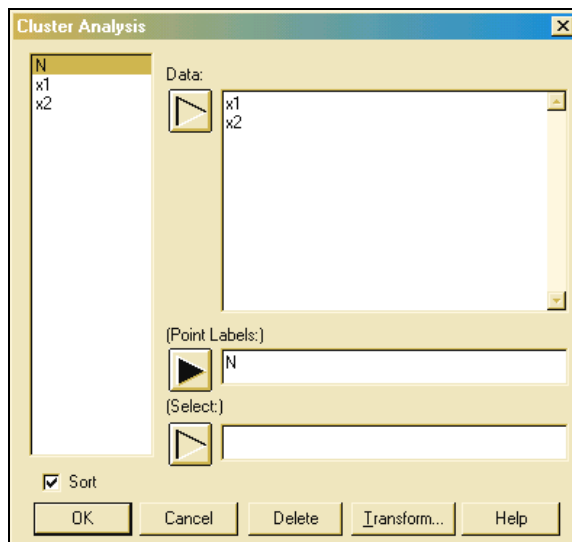 Cluster Analysis
N
x1
x2
Data:
x1
x2
(Point Labels:)
N
(Select:)
Sort
OK
Cancel
Delete
Transform...
Help